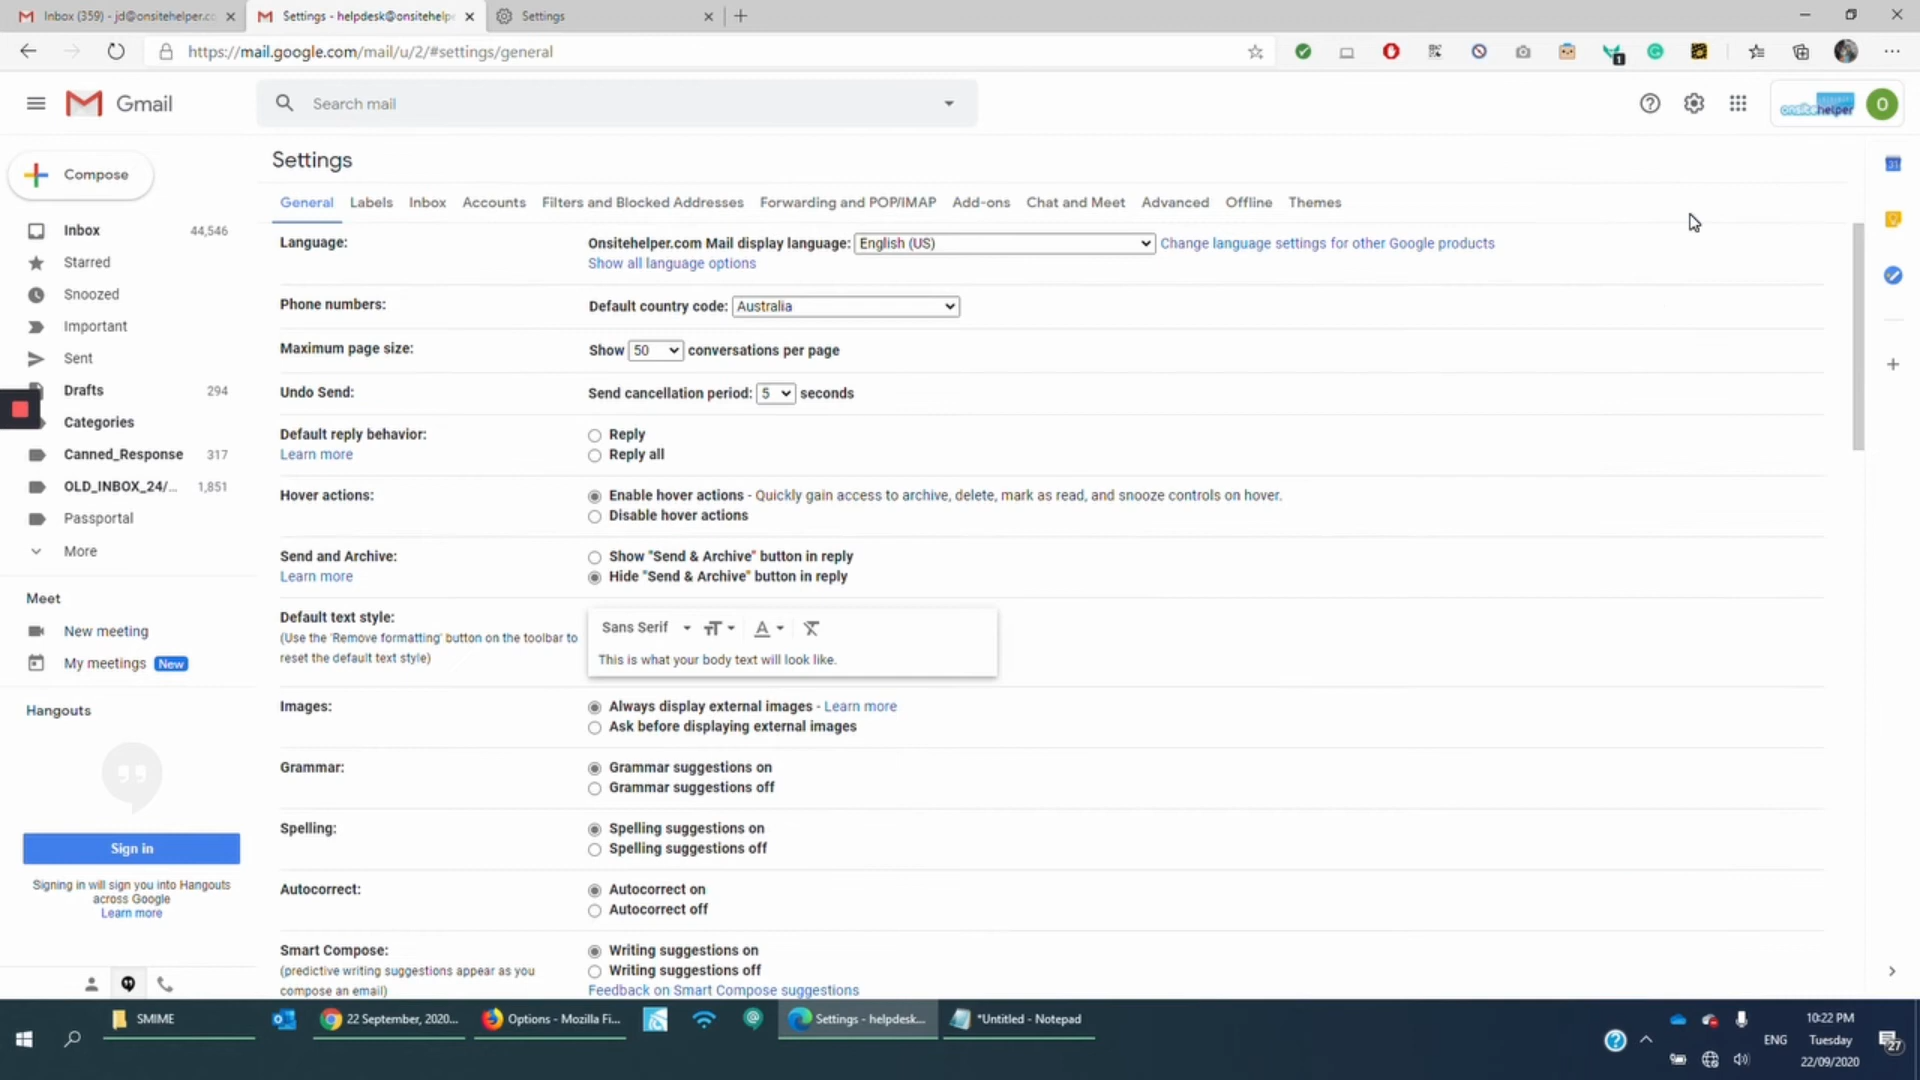 Inbox (359) - jd@onsitehelper.co
Settings - helpdesk@onsitehelpe
Settings
https://mail.google.com/mail/u/2/#settings/general
1
Gmail
Search mail
onsitehelper
O
Compose
Inbox 44,546
Starred
Snoozed
Important
Sent
Drafts 294
Categories
Canned_Response 317
OLD_INBOX_24/... 1,851
Passportal
More
Meet
New meeting
My meetings New
Hangouts
Sign in
Signing in will sign you into Hangouts
across Google
Learn more
Settings
General Labels Inbox Accounts Filters and Blocked Addresses Forwarding and POP/IMAP Add-ons Chat and Meet Advanced Offline Themes
Language: Onsitehelper.com Mail display language: English (US) Change language settings for other Google products
Show all language options
Phone numbers: Default country code: Australia
Maximum page size: Show 50 conversations per page
Undo Send: Send cancellation period: 5 seconds
Default reply behavior: Reply
Learn more Reply all
Hover actions: Enable hover actions - Quickly gain access to archive, delete, mark as read, and snooze controls on hover.
Disable hover actions
Send and Archive: Show "Send & Archive" button in reply
Learn more Hide "Send & Archive" button in reply
Default text style: Sans Serif
(Use the 'Remove formatting' button on the toolbar to
reset the default text style) This is what your body text will look like.
Images: Always display external images - Learn more
Ask before displaying external images
Grammar: Grammar suggestions on
Grammar suggestions off
Spelling: Spelling suggestions on
Spelling suggestions off
Autocorrect: Autocorrect on
Autocorrect off
Smart Compose: Writing suggestions on
(predictive writing suggestions appear as you Writing suggestions off
compose an email) Feedback on Smart Compose suggestions
31
SMIME
22 September, 2020...
Options - Mozilla Fi...
Settings - helpdesk...
*Untitled - Notepad
ENG
10:22 PM
Tuesday
22/09/2020
27